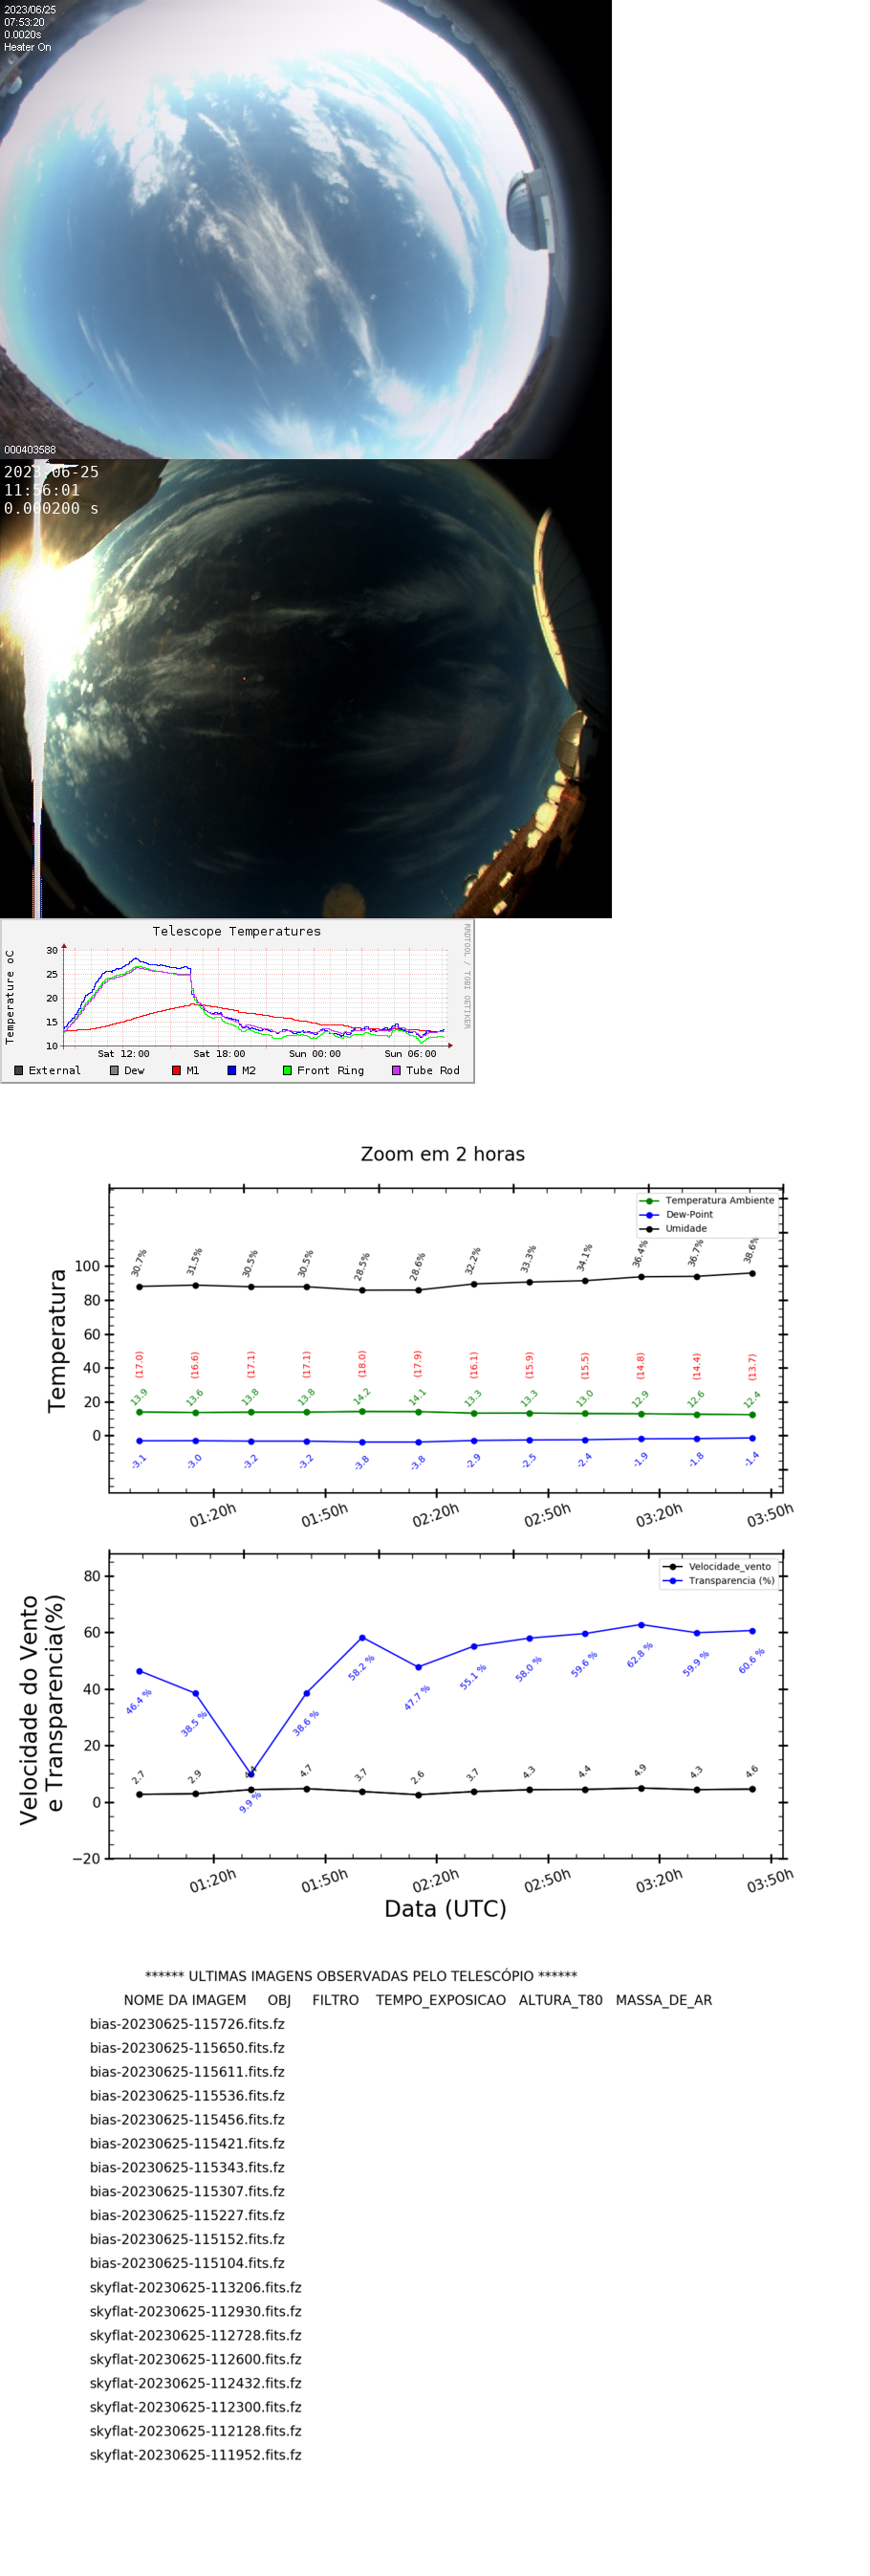 2023/06/25
07:53:20
0.0020s
Heater On
000403588
2023-06-25
11:56:01
0.000200 s
Telescope Temperatures
RRDTOOL / TOBI OETIKER
Temperature oC
30
25
20
15
10
Sat 12:00 Sat 18:00 Sun 00:00 Sun 06:00
External Dew M1 M2 Front Ring Tube Rod
Zoom em 2 horas
Temperatura Ambiente
Dew-Point
Umidade
Temperatura
100
80
60
40
20
0
30.7% 31.5% 30.5% 30.5% 28.5% 28.6% 32.2% 33.3% 34.1% 36.4% 36.7% 38.6%
(17.0) (16.6) (17.1) (17.1) (18.0) (17.9) (16.1) (15.9) (15.5) (14.8) (14.4) (13.7)
13.9 13.6 13.8 13.8 14.2 14.1 13.3 13.3 13.0 12.9 12.6 12.4
-3.1 -3.0 -3.2 -3.2 -3.8 -3.8 -2.9 -2.5 -2.4 -1.9 -1.8 -1.4
01:20h 01:50h 02:20h 02:50h 03:20h 03:50h
Velocidade_vento
Transparencia (%)
Velocidade do Vento
e Transparencia(%)
80
60
40
20
0
−20
46.4 % 38.5 % 9.9 % 38.6 % 58.2 % 47.7 % 55.1 % 58.0 % 59.6 % 62.8 % 59.9 % 60.6 %
2.7 2.9 4.7 3.7 2.6 3.7 4.3 4.4 4.9 4.3 4.6
01:20h 01:50h 02:20h 02:50h 03:20h 03:50h
Data (UTC)
****** ULTIMAS IMAGENS OBSERVADAS PELO TELESCÓPIO ******
NOME DA IMAGEM OBJ FILTRO TEMPO_EXPOSICAO ALTURA_T80 MASSA_DE_AR
bias-20230625-115726.fits.fz
bias-20230625-115650.fits.fz
bias-20230625-115611.fits.fz
bias-20230625-115536.fits.fz
bias-20230625-115456.fits.fz
bias-20230625-115421.fits.fz
bias-20230625-115343.fits.fz
bias-20230625-115307.fits.fz
bias-20230625-115227.fits.fz
bias-20230625-115152.fits.fz
bias-20230625-115104.fits.fz
skyflat-20230625-113206.fits.fz
skyflat-20230625-112930.fits.fz
skyflat-20230625-112728.fits.fz
skyflat-20230625-112600.fits.fz
skyflat-20230625-112432.fits.fz
skyflat-20230625-112300.fits.fz
skyflat-20230625-112128.fits.fz
skyflat-20230625-111952.fits.fz